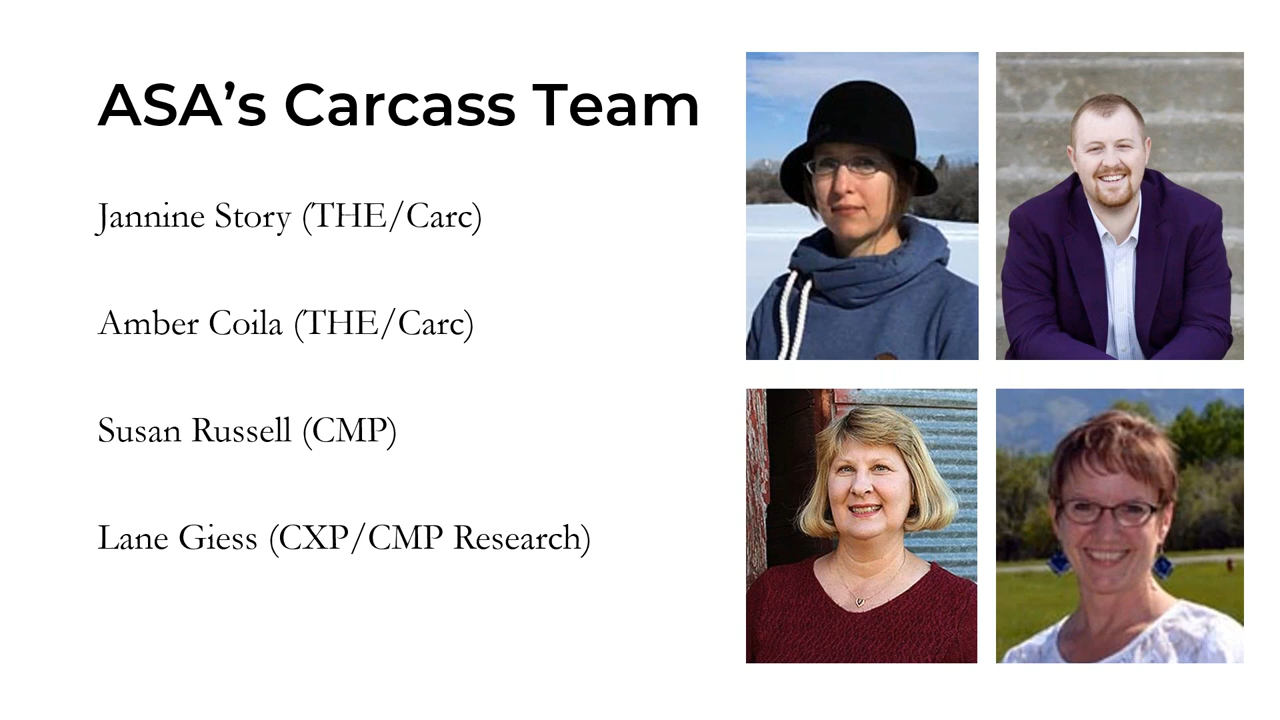 ASA’s Carcass Team
Jannine Story (THE/Carc)
Amber Coila (THE/Carc)
Susan Russell (CMP)
Lane Giess (CXP/CMP Research)